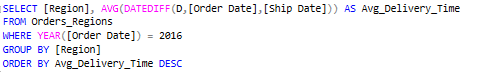 SELECT [Region], AVG(DATEDIFF(D,[Order Date],[Ship Date])) AS Avg_Delivery_Time
FROM Orders_Regions
WHERE YEAR([Order Date]) = 2016
GROUP BY [Region]
ORDER BY Avg_Delivery_Time DESC